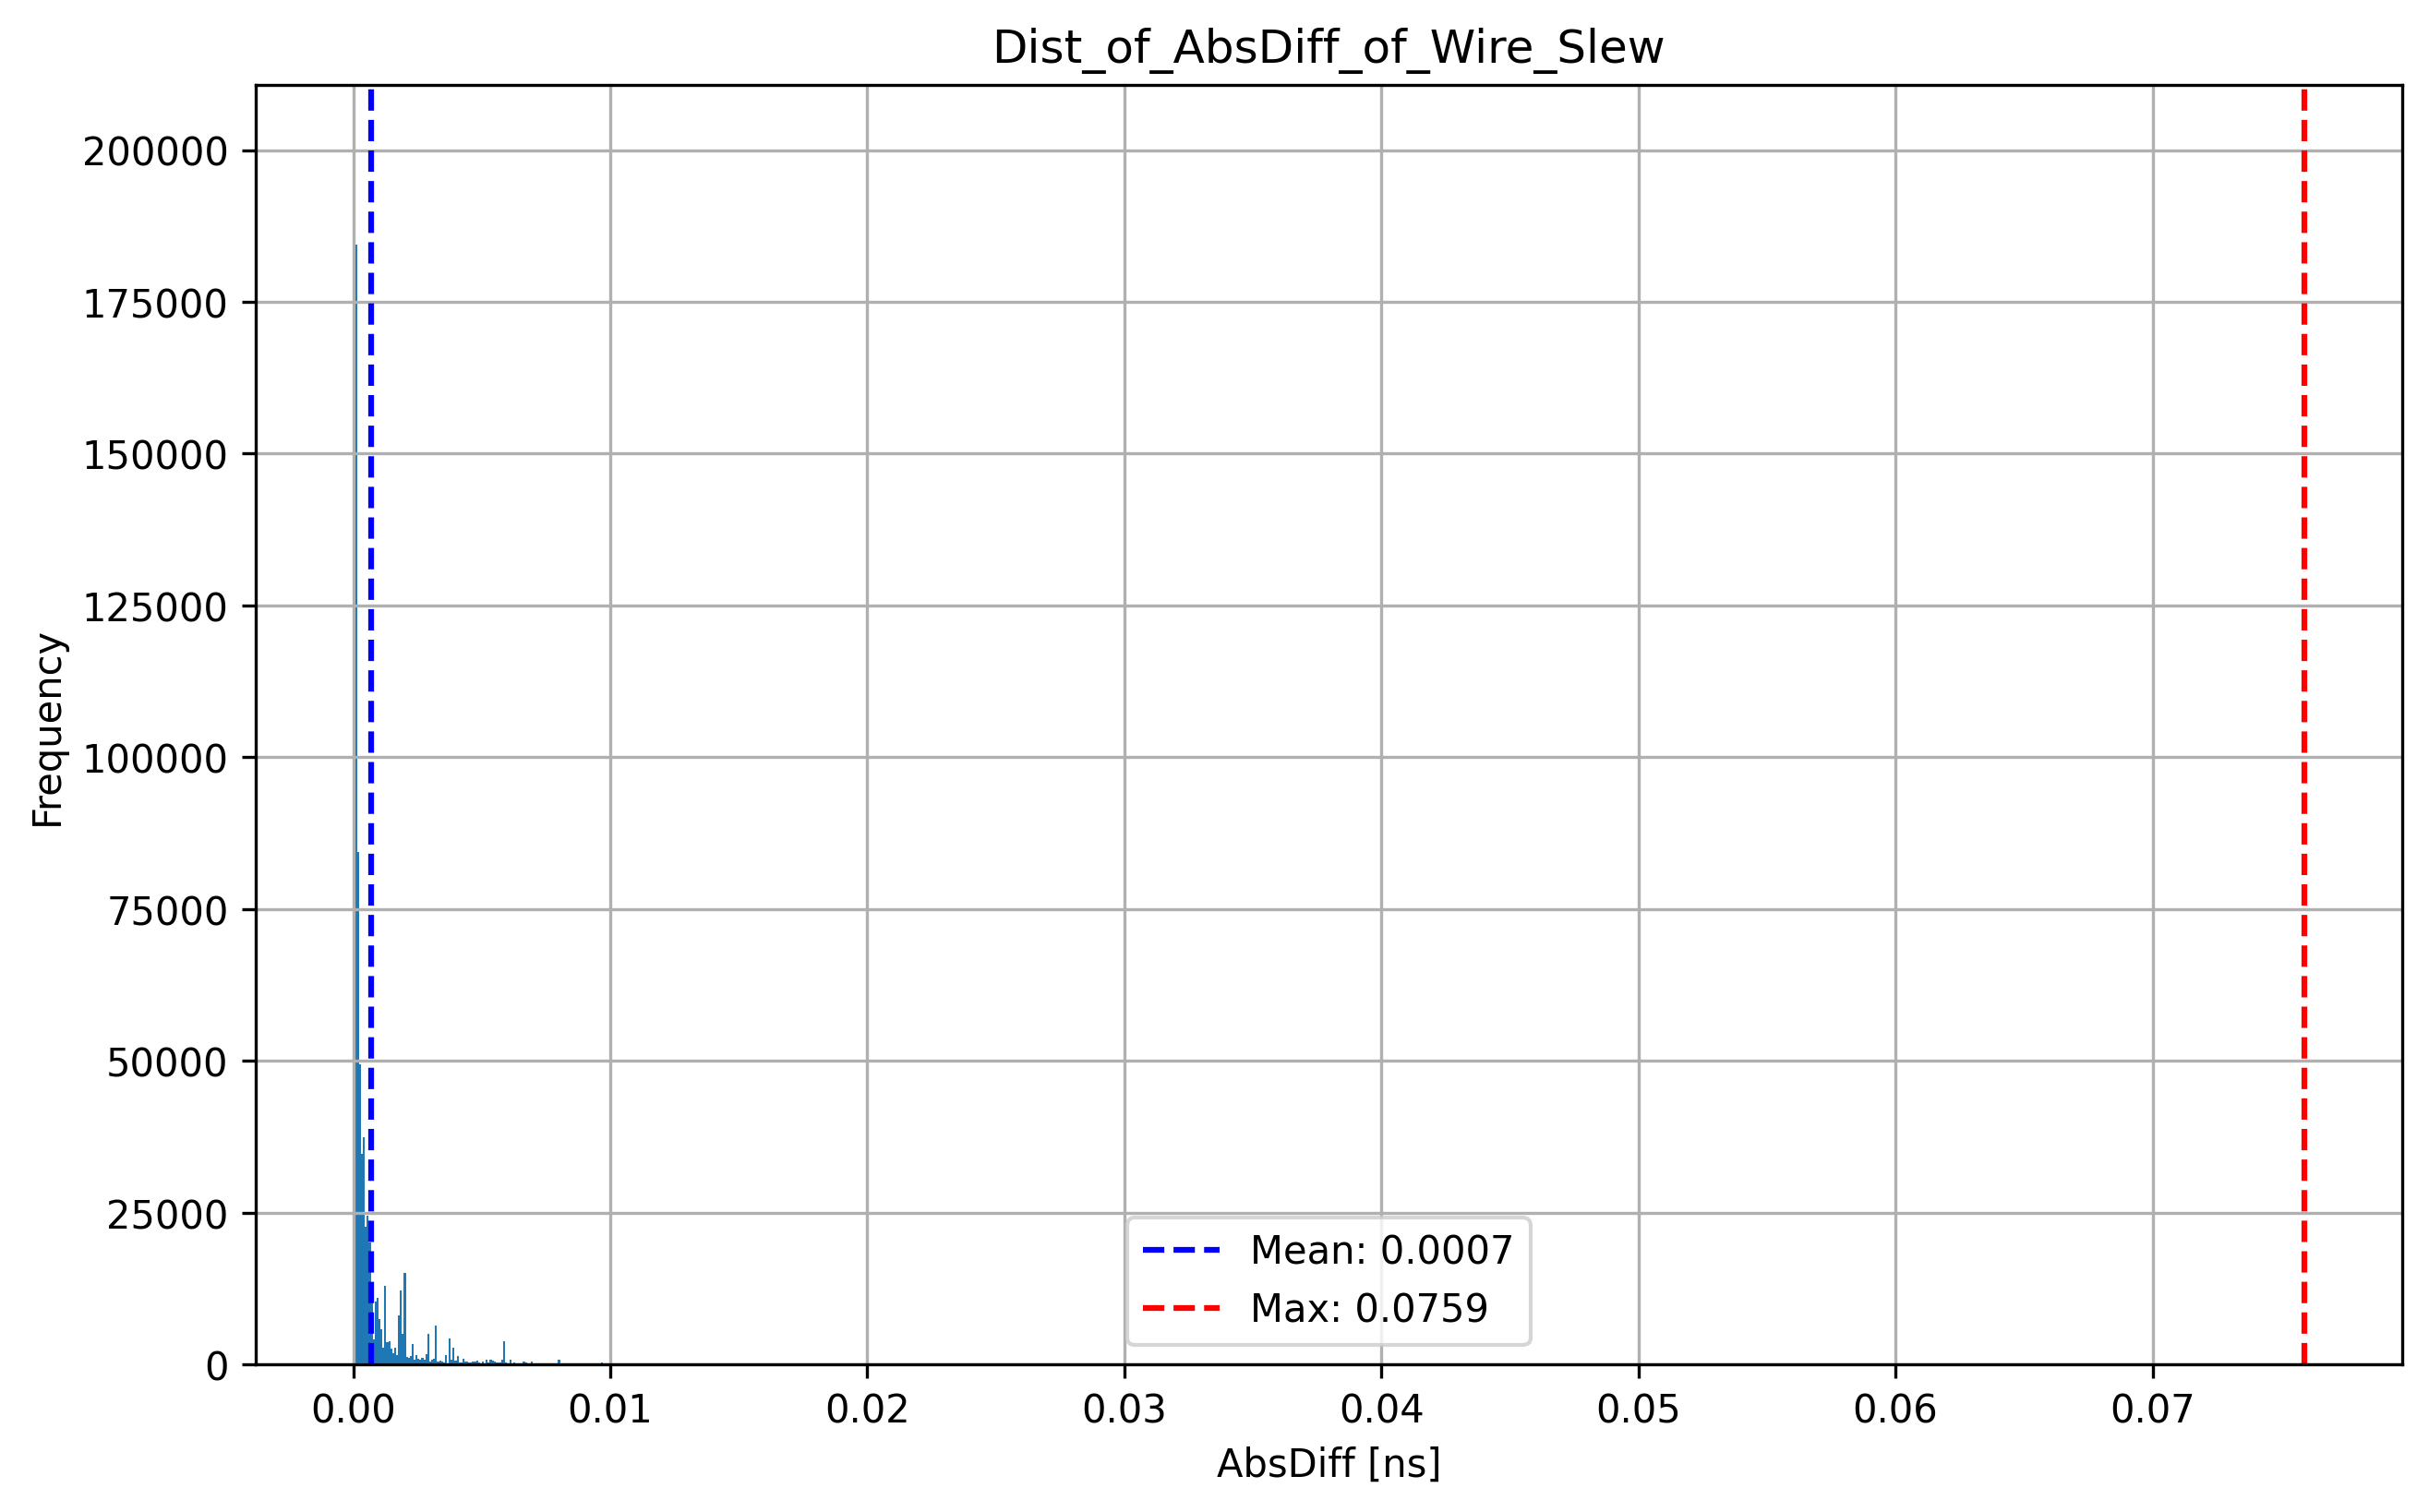 Dist_of_AbsDiff_of_Wire_Slew
Frequency
200000
175000
150000
125000
100000
75000
50000
25000
0
Mean: 0.0007
Max: 0.0759
0.00 0.01 0.02 0.03 0.04 0.05 0.06 0.07
AbsDiff [ns]